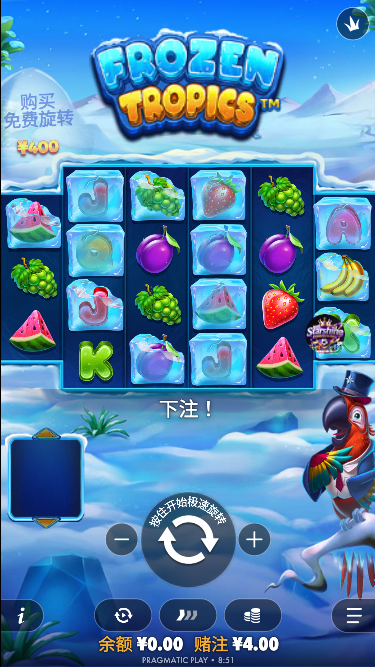 FROZEN
TROPICS™
购买
免费旋转
¥400
J
J
A
J
K
J
Starshine
下注！
按住开始极速旋转
余额 ¥0.00 赌注 ¥4.00
PRAGMATIC PLAY • 8:51